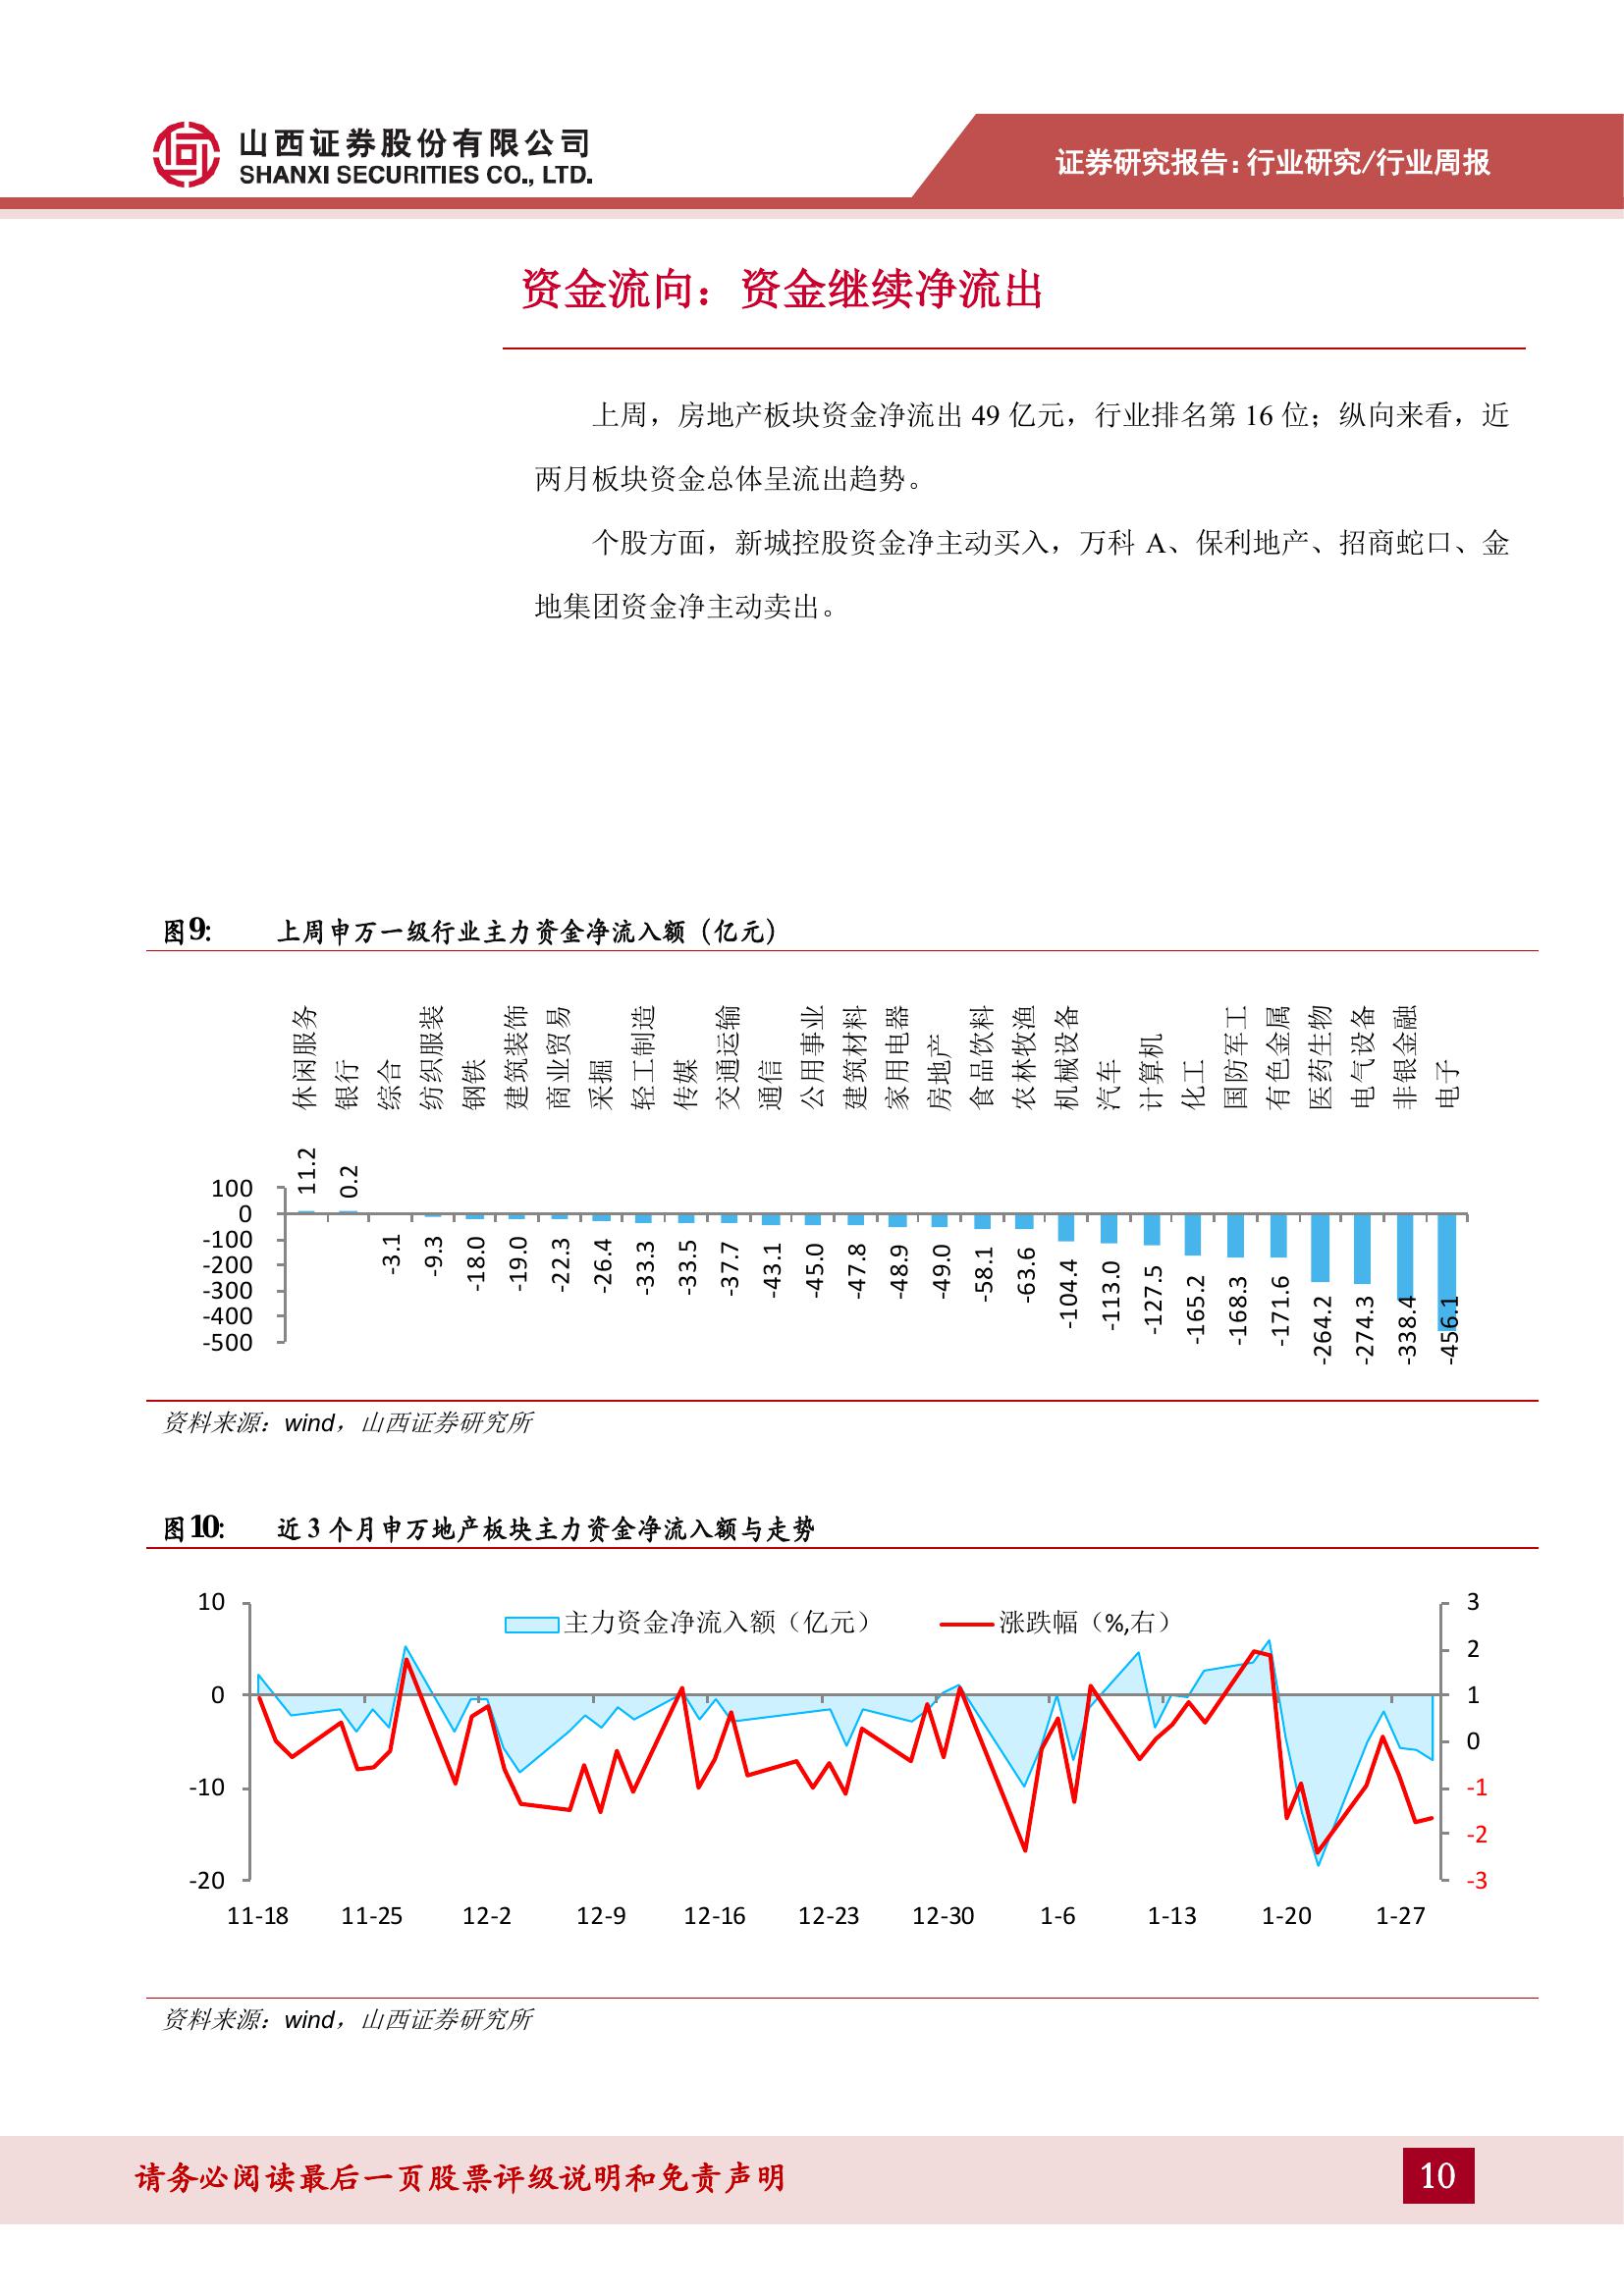 山西证券股份有限公司
SHANXI SECURITIES CO., LTD.
证券研究报告:行业研究/行业周报
资金流向：资金继续净流出
上周，房地产板块资金净流出 49 亿元，行业排名第 16 位；纵向来看，近
两月板块资金总体呈流出趋势。
个股方面，新城控股资金净主动买入，万科 A、保利地产、招商蛇口、金
地集团资金净主动卖出。
图9: 上周申万一级行业主力资金净流入额（亿元）
休闲服务
银行
综合
纺织服装
钢铁
建筑装饰
商业贸易
采掘
轻工制造
传媒
交通运输
通信
公用事业
建筑材料
家用电器
房地产
食品饮料
农林牧渔
机械设备
汽车
计算机
化工
国防军工
有色金属
医药生物
电气设备
非银金融
电子
100
0
-100
-200
-300
-400
-500
11.2
0.2
-3.1
-9.3
-18.0
-19.0
-22.3
-26.4
-33.3
-33.5
-37.7
-43.1
-45.0
-47.8
-48.9
-49.0
-58.1
-63.6
-104.4
-113.0
-127.5
-165.2
-168.3
-171.6
-264.2
-274.3
-338.4
-456.1
资料来源：wind，山西证券研究所
图10: 近 3 个月申万地产板块主力资金净流入额与走势
主力资金净流入额（亿元）
涨跌幅（%,右）
10
0
-10
-20
3
2
1
0
-1
-2
-3
11-18 11-25 12-2 12-9 12-16 12-23 12-30 1-6 1-13 1-20 1-27
资料来源：wind，山西证券研究所
请务必阅读最后一页股票评级说明和免责声明
10